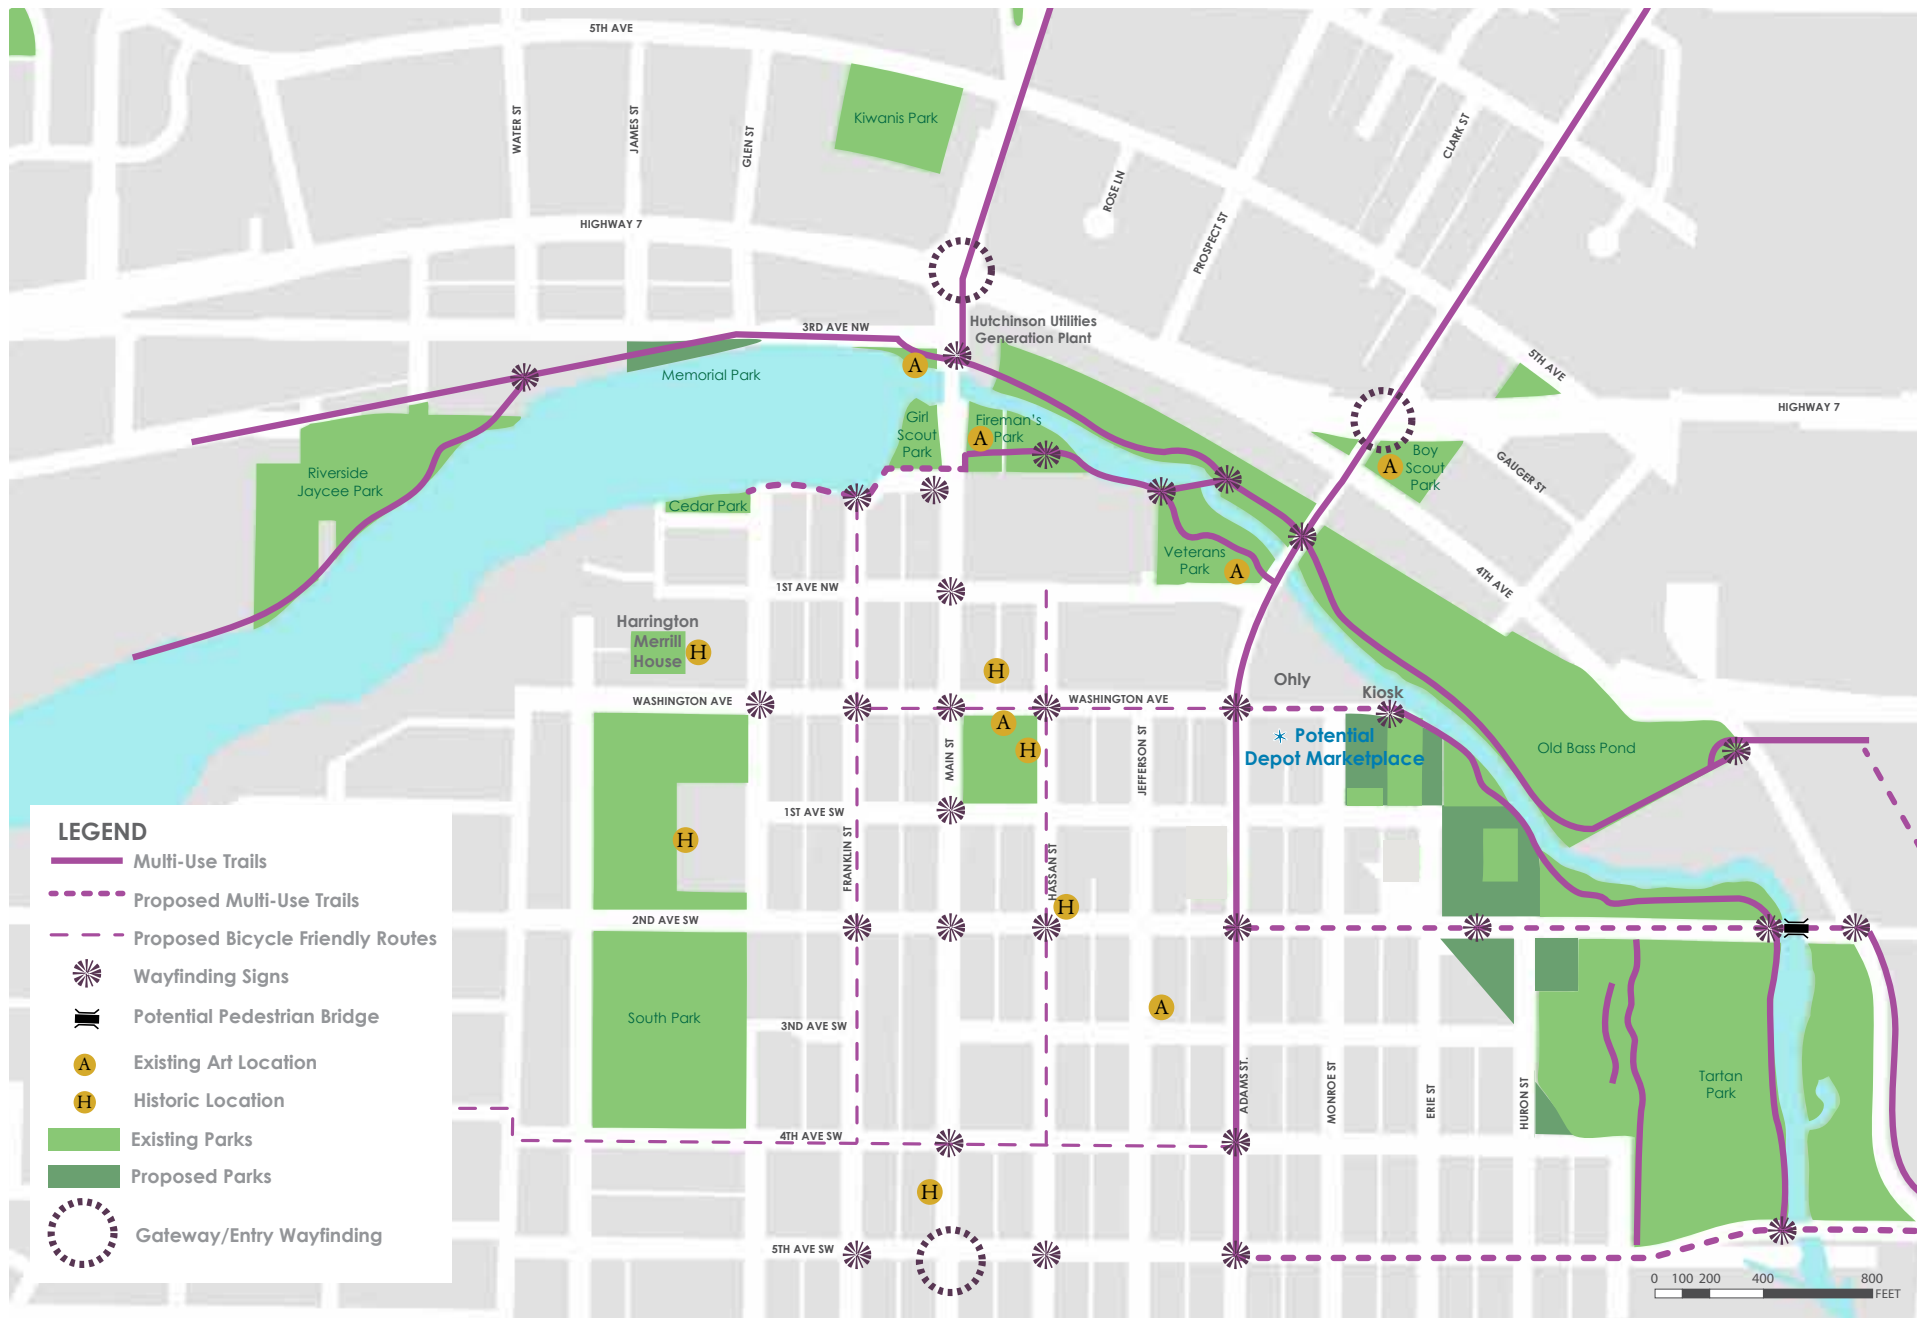 5TH AVE
Kiwanis Park
WATER ST
JAMES ST
GLEN ST
CLARK ST
ROSE LN
PROSPECT ST
HIGHWAY 7
3RD AVE NW
Hutchinson Utilities
Generation Plant
5TH AVE
HIGHWAY 7
Memorial Park
A
Girl
Scout
Park
Fireman's
Park
A
Boy
Scout
Park
A
GAUGER ST
Riverside
Jaycee Park
Cedar Park
Veterans
Park
A
4TH AVE
1ST AVE NW
Harrington
Merrill
House
H
H
Ohly
Kiosk
WASHINGTON AVE
WASHINGTON AVE
A
H
Potential
Depot Marketplace
Old Bass Pond
MAIN ST
JEFFERSON ST
1ST AVE SW
FRANKLIN ST
HASSAN ST
H
H
2ND AVE SW
South Park
3ND AVE SW
A
ADAMS ST.
MONROE ST
ERIE ST
HURON ST
Tartan
Park
4TH AVE SW
H
5TH AVE SW
LEGEND
Multi-Use Trails
Proposed Multi-Use Trails
Proposed Bicycle Friendly Routes
Wayfinding Signs
Potential Pedestrian Bridge
A Existing Art Location
H Historic Location
Existing Parks
Proposed Parks
Gateway/Entry Wayfinding
0 100 200 400 800
FEET